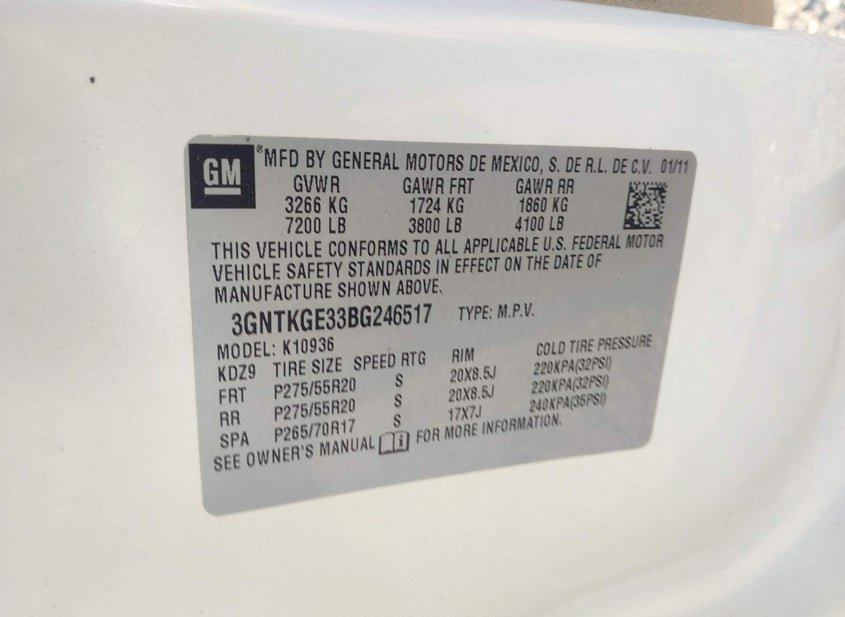 GM ® MFD BY GENERAL MOTORS DE MEXICO, S. DE R.L. DE C.V. 01/11
GVWR GAWR FRT GAWR RR
3266 KG 1724 KG 1860 KG
7200 LB 3800 LB 4100 LB
THIS VEHICLE CONFORMS TO ALL APPLICABLE U.S. FEDERAL MOTOR
VEHICLE SAFETY STANDARDS IN EFFECT ON THE DATE OF
MANUFACTURE SHOWN ABOVE.
3GNTKGE33BG246517 TYPE: M.P.V.
MODEL: K10936
KDZ9 TIRE SIZE SPEED RTG RIM COLD TIRE PRESSURE
FRT P275/55R20 S 20X8.5J 220KPA(32PSI)
RR P275/55R20 S 20X8.5J 220KPA(32PSI)
SPA P265/70R17 S 17X7J 240KPA(35PSI)
SEE OWNER'S MANUAL FOR MORE INFORMATION.